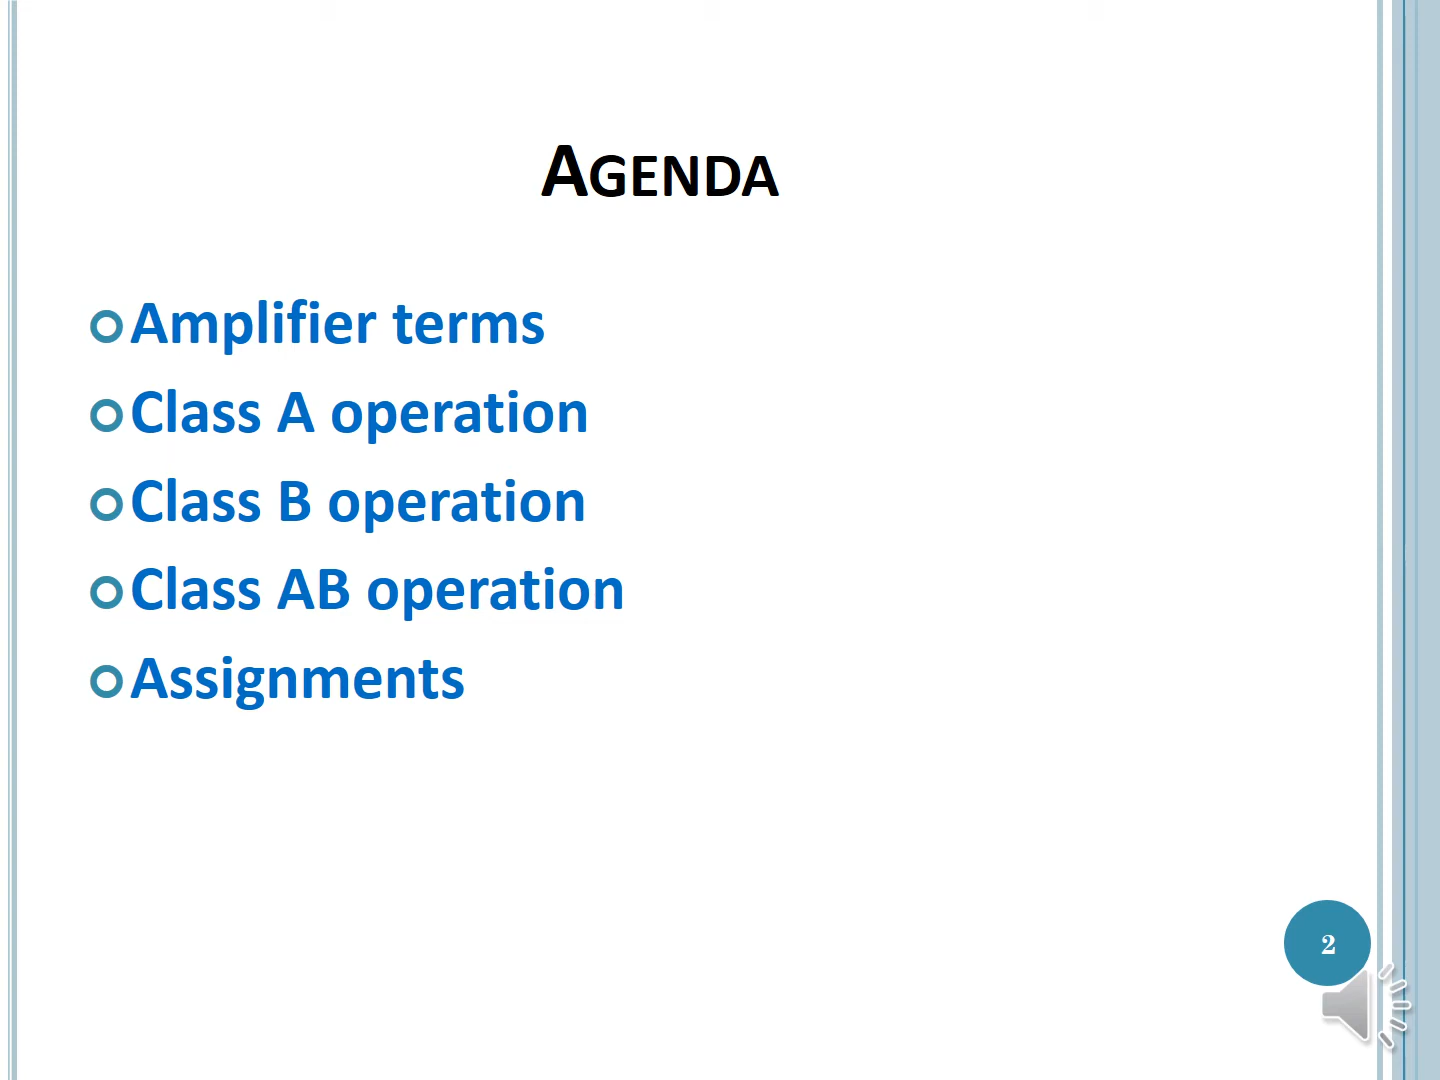 AGENDA
Amplifier terms
Class A operation
Class B operation
Class AB operation
Assignments
2